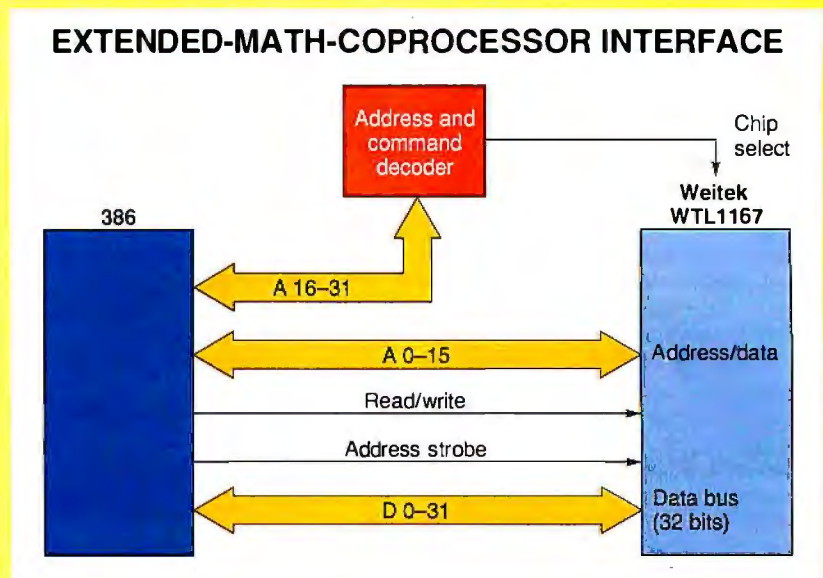 EXTENDED-MATH-COPROCESSOR INTERFACE
Address and
command
decoder
Chip
select
Weitek
WTL1167
386
A 16–31
A 0–15
Address/data
Read/write
Address strobe
D 0–31
Data bus
(32 bits)